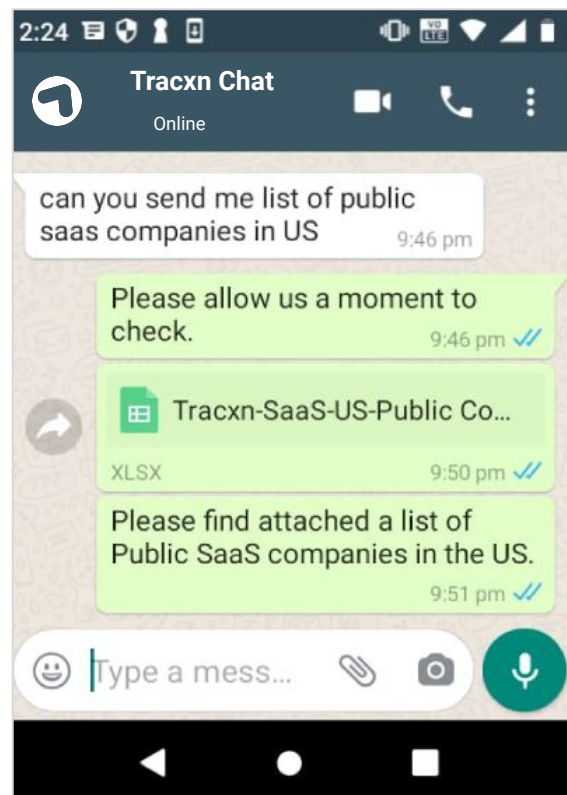 2:24
VO
LTE
Tracxn Chat
Online
can you send me list of public
saas companies in US
9:46 pm
Please allow us a moment to
check.
9:46 pm
Tracxn-SaaS-US-Public Co...
XLSX
9:50 pm
Please find attached a list of
Public SaaS companies in the US.
9:51 pm
Type a mess...